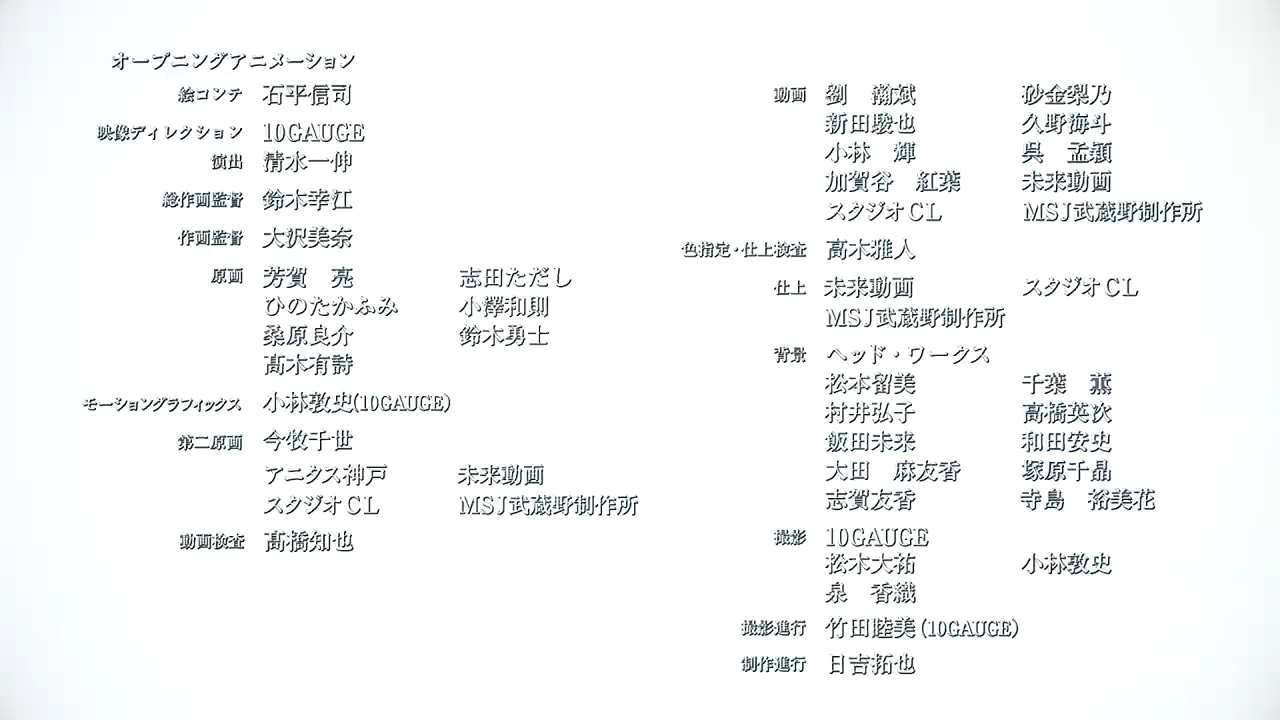 オープニングアニメーション
絵コンテ 石平信司
映像ディレクション 10GAUGE
演出 清水一伸
総作画監督 鈴木幸江
作画監督 大沢美奈
原画 芳賀　亮 志田ただし
ひのたかふみ 小澤和則
桑原良介 鈴木勇士
髙木有詩
モーショングラフィックス 小林敦史(10GAUGE)
第二原画 今牧千世
アニタス神戸 未来動画
スタジオCL MSJ武蔵野制作所
動画検査 髙橋知也
動画 劉　瀚斌 砂金梨乃
新田駿也 久野海斗
小林　輝 呉　孟穎
加賀谷　紅葉 未来動画
スタジオCL MSJ武蔵野制作所
色指定・仕上検査 高木雅人
仕上 未来動画 スタジオCL
MSJ武蔵野制作所
背景 ヘッド・ワークス
松本留美 千葉　薫
村井弘子 高橋英次
飯田未来 和田安史
大田　麻友香 塚原千晶
志賀友香 寺島　裕美花
撮影 10GAUGE
松木大祐 小林敦史
泉　香織
撮影進行 竹田睦美(10GAUGE)
制作進行 日吉拓也